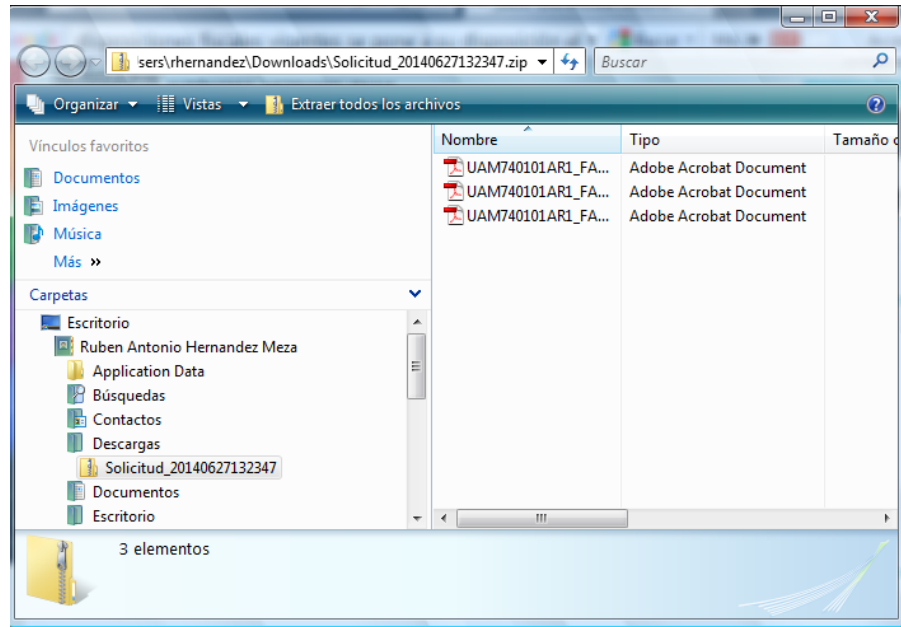 sers\rhernandez\Downloads\Solicitud_20140627132347.zip
Buscar
Organizar Vistas Extraer todos los archivos
Vínculos favoritos
Documentos
Imágenes
Música
Más »
Carpetas
Escritorio
Ruben Antonio Hernandez Meza
Application Data
Búsquedas
Contactos
Descargas
Solicitud_20140627132347
Documentos
Escritorio
Nombre Tipo Tamaño
UAM740101AR1_FA... Adobe Acrobat Document
UAM740101AR1_FA... Adobe Acrobat Document
UAM740101AR1_FA... Adobe Acrobat Document
3 elementos